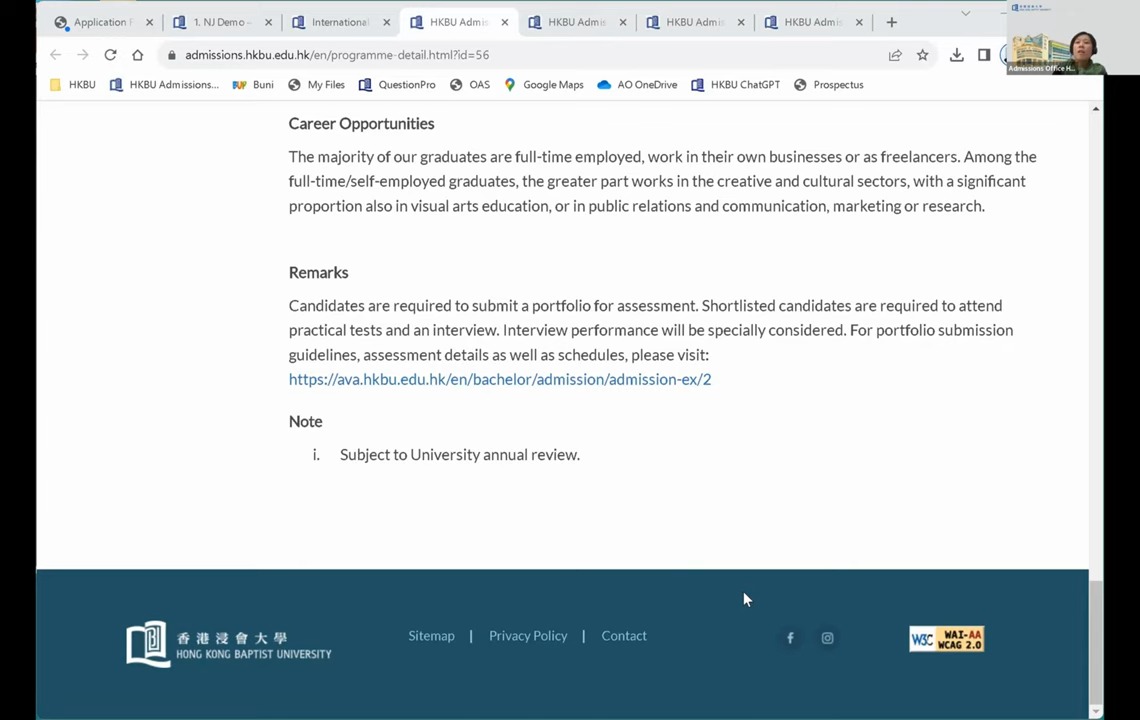 Application F
1. NJ Demo –
International
HKBU Admis
HKBU Admis
HKBU Admi
HKBU Admi
admissions.hkbu.edu.hk/en/programme-detail.html?id=56
HKBU
HKBU Admissions...
Buni
My Files
QuestionPro
OAS
Google Maps
AO OneDrive
HKBU ChatGPT
Prospectus
Admissions Office H...
Career Opportunities
The majority of our graduates are full-time employed, work in their own businesses or as freelancers. Among the
full-time/self-employed graduates, the greater part works in the creative and cultural sectors, with a significant
proportion also in visual arts education, or in public relations and communication, marketing or research.
Remarks
Candidates are required to submit a portfolio for assessment. Shortlisted candidates are required to attend
practical tests and an interview. Interview performance will be specially considered. For portfolio submission
guidelines, assessment details as well as schedules, please visit:
https://ava.hkbu.edu.hk/en/bachelor/admission/admission-ex/2
Note
i. Subject to University annual review.
香港浸會大學
HONG KONG BAPTIST UNIVERSITY
Sitemap | Privacy Policy | Contact
W3C WAI-AA
WCAG 2.0